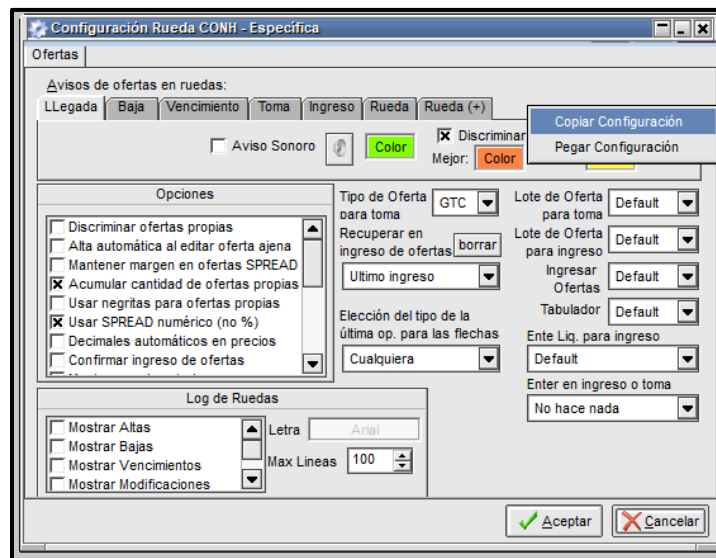 Configuración Rueda CONH - Específica
Ofertas
Avisos de ofertas en ruedas:
LLegada Baja Vencimiento Toma Ingreso Rueda Rueda (+)
Copiar Configuración
Pegar Configuración
Aviso Sonoro Color Discriminar
Mejor: Color
Opciones
Discriminar ofertas propias
Alta automática al editar oferta ajena
Mantener margen en ofertas SPREAD
Acumular cantidad de ofertas propias
Usar negritas para ofertas propias
Usar SPREAD numérico (no %)
Decimales automáticos en precios
Confirmar ingreso de ofertas
Tipo de Oferta
para toma GTC
Recuperar en
ingreso de ofertas borrar
Ultimo ingreso
Elección del tipo de la
última op. para las flechas
Cualquiera
Lote de Oferta
para toma Default
Lote de Oferta
para ingreso Default
Ingresar
Ofertas Default
Tabulador Default
Ente Liq. para ingreso
Default
Enter en ingreso o toma
No hace nada
Log de Ruedas
Mostrar Altas
Mostrar Bajas
Mostrar Vencimientos
Mostrar Modificaciones
Letra Arial
Max Lineas 100
Aceptar Cancelar